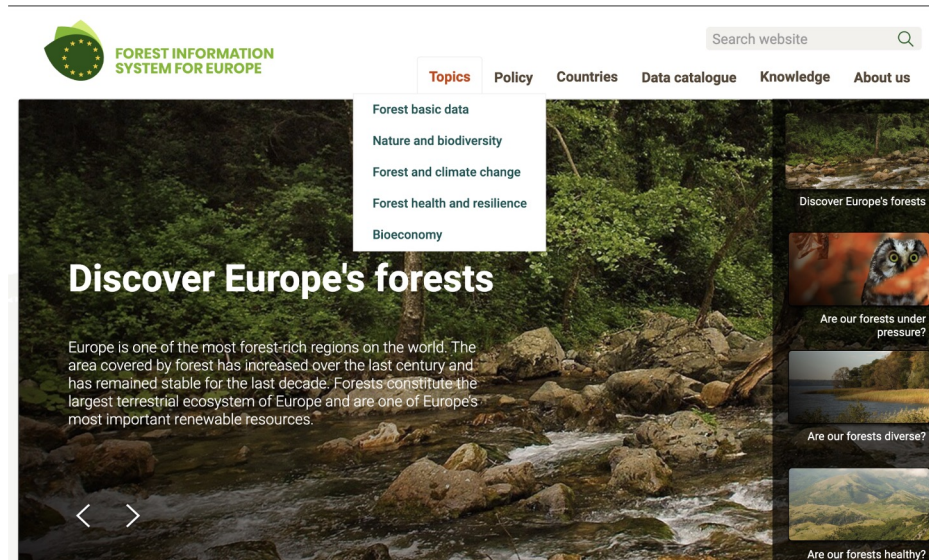 FOREST INFORMATION
SYSTEM FOR EUROPE
Search website
Topics
Policy
Countries
Data catalogue
Knowledge
About us
Forest basic data
Nature and biodiversity
Forest and climate change
Forest health and resilience
Bioeconomy
Discover Europe's forests
Europe is one of the most forest-rich regions on the world. The
area covered by forest has increased over the last century and
has remained stable for the last decade. Forests constitute the
largest terrestrial ecosystem of Europe and are one of Europe's
most important renewable resources.
Discover Europe's forests
Are our forests under
pressure?
Are our forests diverse?
Are our forests healthy?